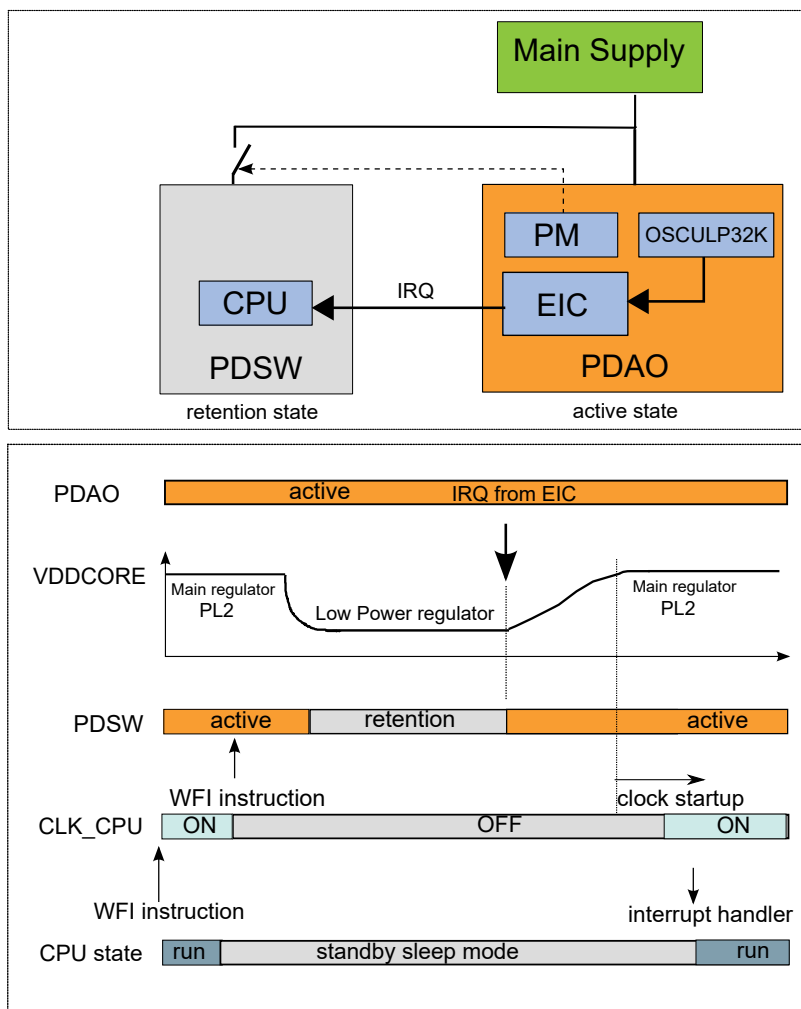 Main Supply
PM
OSCULP32K
CPU
IRQ
EIC
PDSW
PDAO
retention state
active state
PDAO
active
IRQ from EIC
VDDCORE
Main regulator
PL2
Low Power regulator
Main regulator
PL2
PDSW
active
retention
active
WFI instruction
clock startup
CLK_CPU
ON
OFF
ON
WFI instruction
interrupt handler
CPU state
run
standby sleep mode
run